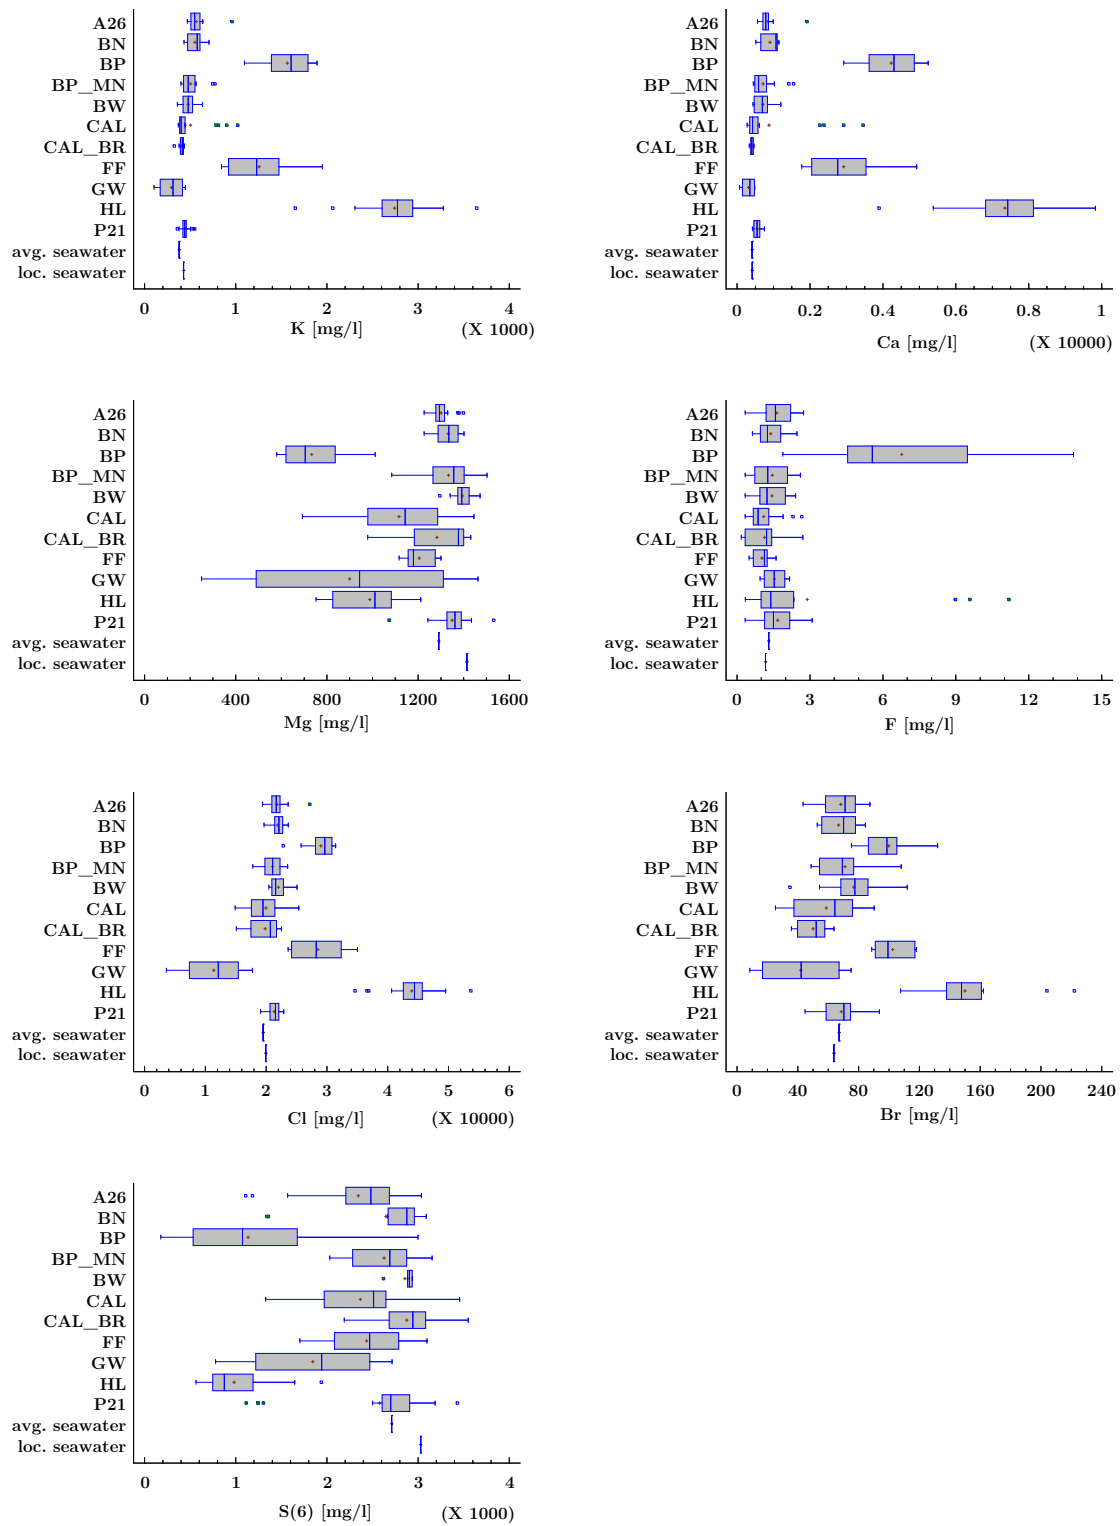 A26
BN
BP
BP_MN
BW
CAL
CAL_BR
FF
GW
HL
P21
avg. seawater
loc. seawater
0 1 2 3 4
K [mg/l] (X 1000)
A26
BN
BP
BP_MN
BW
CAL
CAL_BR
FF
GW
HL
P21
avg. seawater
loc. seawater
0 0.2 0.4 0.6 0.8 1
Ca [mg/l] (X 10000)
A26
BN
BP
BP_MN
BW
CAL
CAL_BR
FF
GW
HL
P21
avg. seawater
loc. seawater
0 400 800 1200 1600
Mg [mg/l]
A26
BN
BP
BP_MN
BW
CAL
CAL_BR
FF
GW
HL
P21
avg. seawater
loc. seawater
0 3 6 9 12 15
F [mg/l]
A26
BN
BP
BP_MN
BW
CAL
CAL_BR
FF
GW
HL
P21
avg. seawater
loc. seawater
0 1 2 3 4 5 6
Cl [mg/l] (X 10000)
A26
BN
BP
BP_MN
BW
CAL
CAL_BR
FF
GW
HL
P21
avg. seawater
loc. seawater
0 40 80 120 160 200 240
Br [mg/l]
A26
BN
BP
BP_MN
BW
CAL
CAL_BR
FF
GW
HL
P21
avg. seawater
loc. seawater
0 1 2 3 4
S(6) [mg/l] (X 1000)